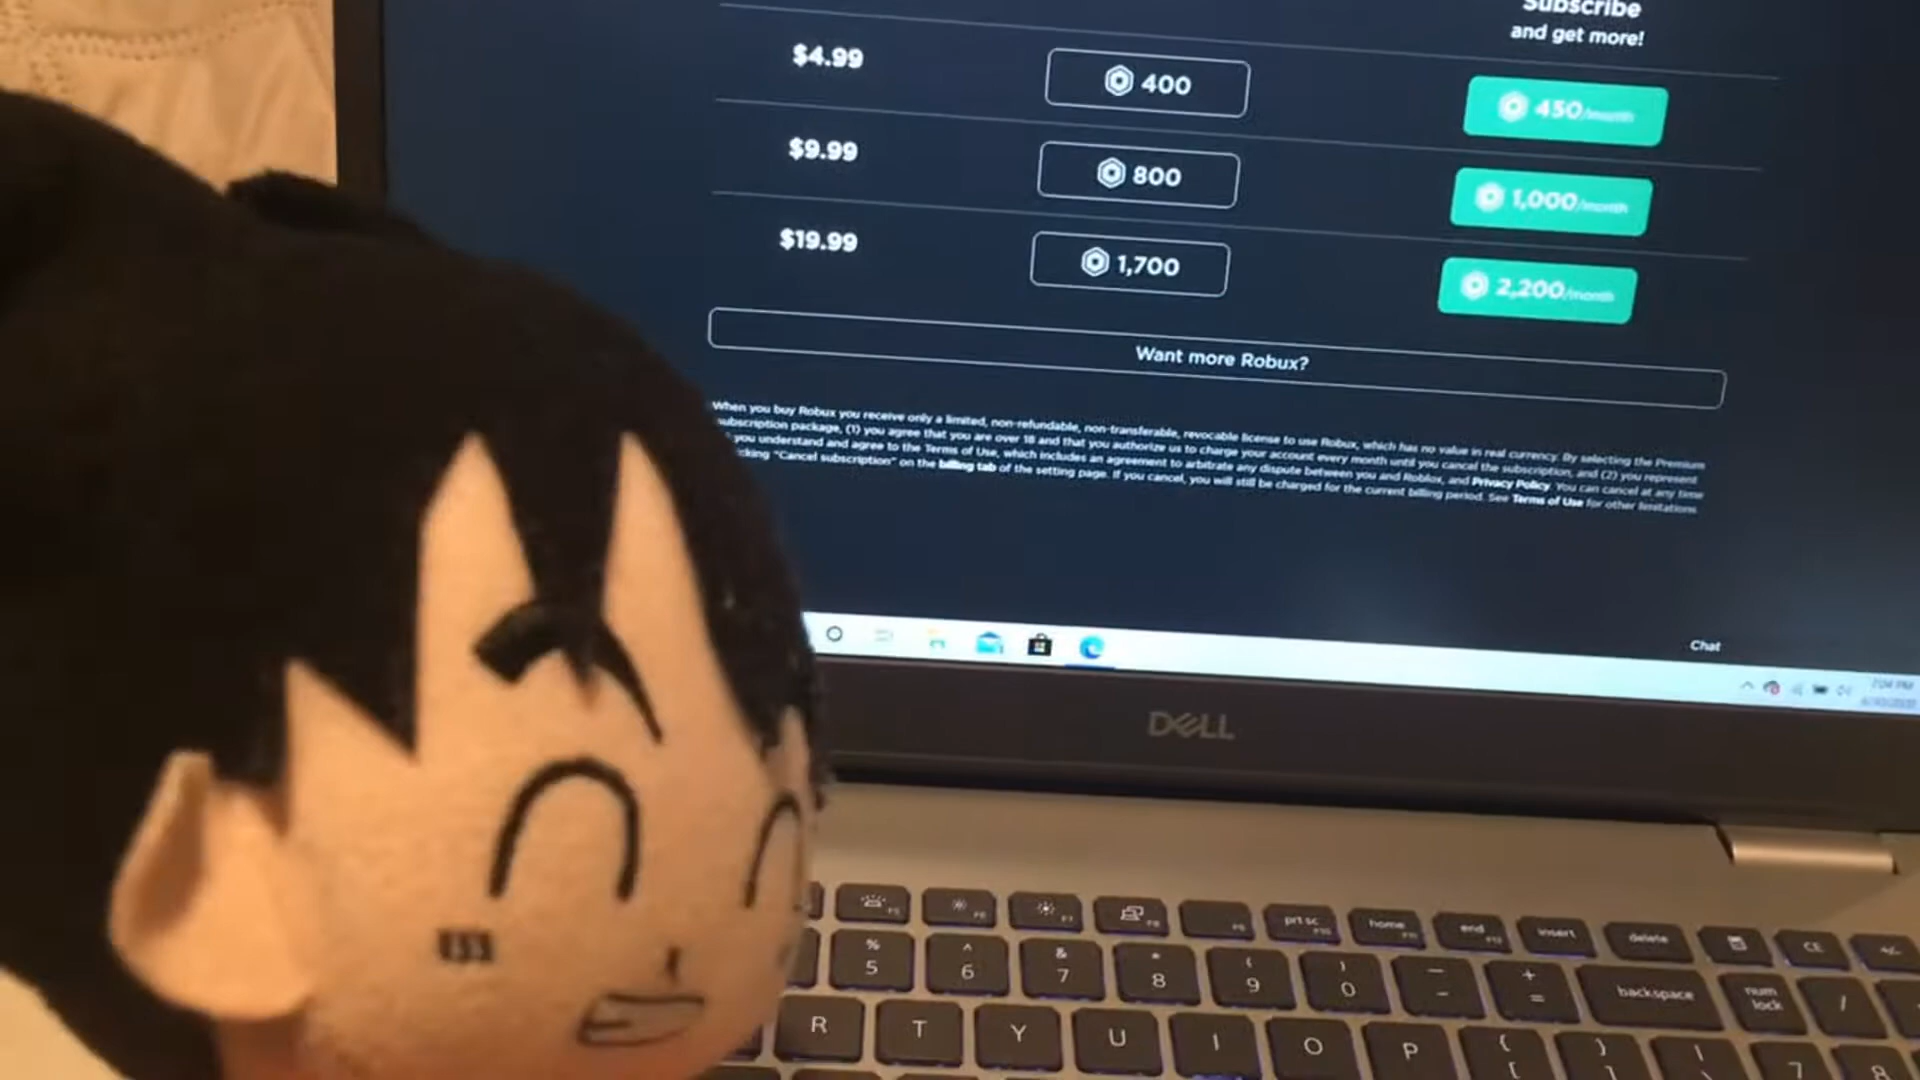 Subscribe
and get more!
$4.99
400
450/month
$9.99
800
1,000/month
$19.99
1,700
2,200/month
Want more Robux?
When you buy Robux you receive only a limited, non-refundable, non-transferable, revocable license to use Robux, which has no value in real currency. By selecting the Premium
subscription package, (1) you agree that you are over 18 and that you authorize us to charge your account every month until you cancel the subscription, and (2) you represent
you understand and agree to the Terms of Use, which includes an agreement to arbitrate any dispute between you and Roblox, and Privacy Policy. You can cancel at any time
"Cancel subscription" on the billing tab of the setting page. If you cancel, you will still be charged for the current billing period. See Terms of Use for other limitations
Chat
7:04 PM
DELL
prt sc home end insert delete CE
% 5 ^ 6 & 7 * 8 ( 9 ) 0 — - + = backspace num lock /
R T Y U I O P { [ } ] 7 8